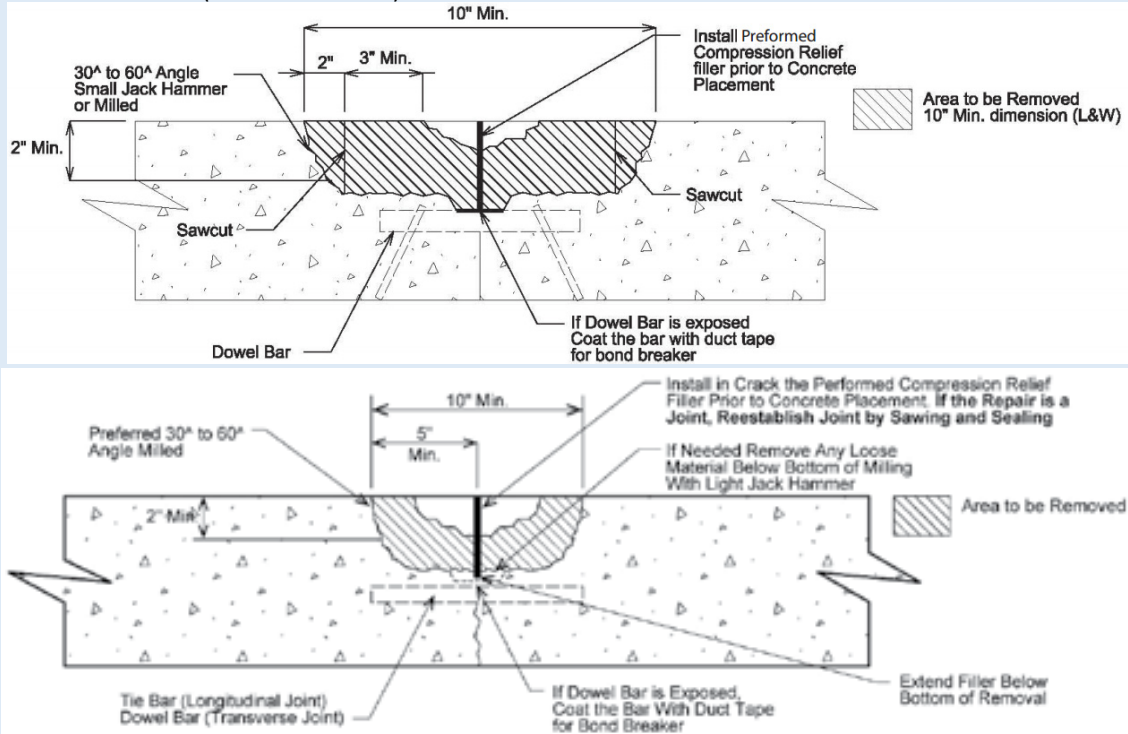 10" Min.
Install Preformed
Compression Relief
filler prior to Concrete
Placement
2"
3" Min.
30^ to 60^ Angle
Small Jack Hammer
or Milled
Area to be Removed
10" Min. dimension (L&W)
2" Min.
Sawcut
Sawcut
Dowel Bar
If Dowel Bar is exposed
Coat the bar with duct tape
for bond breaker
Install in Crack the Performed Compression Relief
Filler Prior to Concrete Placement. If the Repair is a
Joint, Reestablish Joint by Sawing and Sealing
10" Min.
5"
Min.
Preferred 30^ to 60^
Angle Milled
If Needed Remove Any Loose
Material Below Bottom of Milling
With Light Jack Hammer
Area to be Removed
2" Min.
Tie Bar (Longitudinal Joint)
Dowel Bar (Transverse Joint)
If Dowel Bar is Exposed,
Coat the Bar With Duct Tape
for Bond Breaker
Extend Filler Below
Bottom of Removal